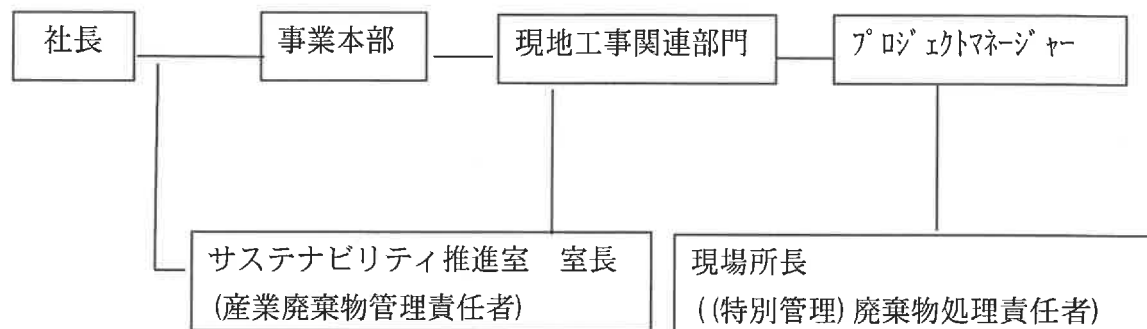 社長
事業本部
現地工事関連部門
ﾌﾟﾛｼﾞｪｸﾄﾏﾈｰｼﾞｬｰ
サステナビリティ推進室　室長
(産業廃棄物管理責任者)
現場所長
((特別管理)廃棄物処理責任者)